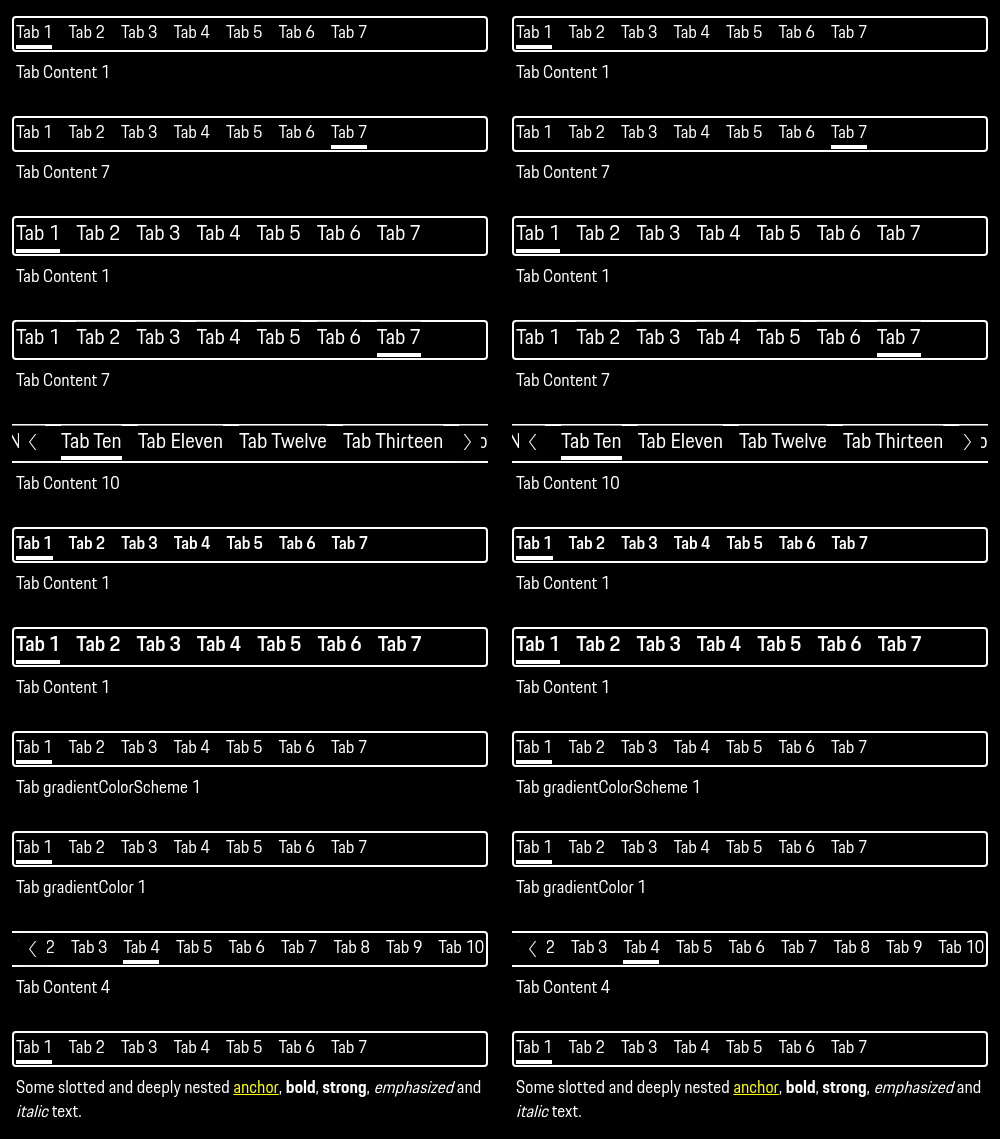 Tab 1 Tab 2 Tab 3 Tab 4 Tab 5 Tab 6 Tab 7
Tab Content 1
Tab 1 Tab 2 Tab 3 Tab 4 Tab 5 Tab 6 Tab 7
Tab Content 7
Tab 1 Tab 2 Tab 3 Tab 4 Tab 5 Tab 6 Tab 7
Tab Content 1
Tab 1 Tab 2 Tab 3 Tab 4 Tab 5 Tab 6 Tab 7
Tab Content 7
Tab Ten Tab Eleven Tab Twelve Tab Thirteen
Tab Content 10
Tab 1 Tab 2 Tab 3 Tab 4 Tab 5 Tab 6 Tab 7
Tab Content 1
Tab 1 Tab 2 Tab 3 Tab 4 Tab 5 Tab 6 Tab 7
Tab Content 1
Tab 1 Tab 2 Tab 3 Tab 4 Tab 5 Tab 6 Tab 7
Tab gradientColorScheme 1
Tab 1 Tab 2 Tab 3 Tab 4 Tab 5 Tab 6 Tab 7
Tab gradientColor 1
2 Tab 3 Tab 4 Tab 5 Tab 6 Tab 7 Tab 8 Tab 9 Tab 10
Tab Content 4
Tab 1 Tab 2 Tab 3 Tab 4 Tab 5 Tab 6 Tab 7
Some slotted and deeply nested anchor, bold, strong, emphasized and
italic text.
Tab 1 Tab 2 Tab 3 Tab 4 Tab 5 Tab 6 Tab 7
Tab Content 1
Tab 1 Tab 2 Tab 3 Tab 4 Tab 5 Tab 6 Tab 7
Tab Content 7
Tab 1 Tab 2 Tab 3 Tab 4 Tab 5 Tab 6 Tab 7
Tab Content 1
Tab 1 Tab 2 Tab 3 Tab 4 Tab 5 Tab 6 Tab 7
Tab Content 7
Tab Ten Tab Eleven Tab Twelve Tab Thirteen
Tab Content 10
Tab 1 Tab 2 Tab 3 Tab 4 Tab 5 Tab 6 Tab 7
Tab Content 1
Tab 1 Tab 2 Tab 3 Tab 4 Tab 5 Tab 6 Tab 7
Tab Content 1
Tab 1 Tab 2 Tab 3 Tab 4 Tab 5 Tab 6 Tab 7
Tab gradientColorScheme 1
Tab 1 Tab 2 Tab 3 Tab 4 Tab 5 Tab 6 Tab 7
Tab gradientColor 1
2 Tab 3 Tab 4 Tab 5 Tab 6 Tab 7 Tab 8 Tab 9 Tab 10
Tab Content 4
Tab 1 Tab 2 Tab 3 Tab 4 Tab 5 Tab 6 Tab 7
Some slotted and deeply nested anchor, bold, strong, emphasized and
italic text.